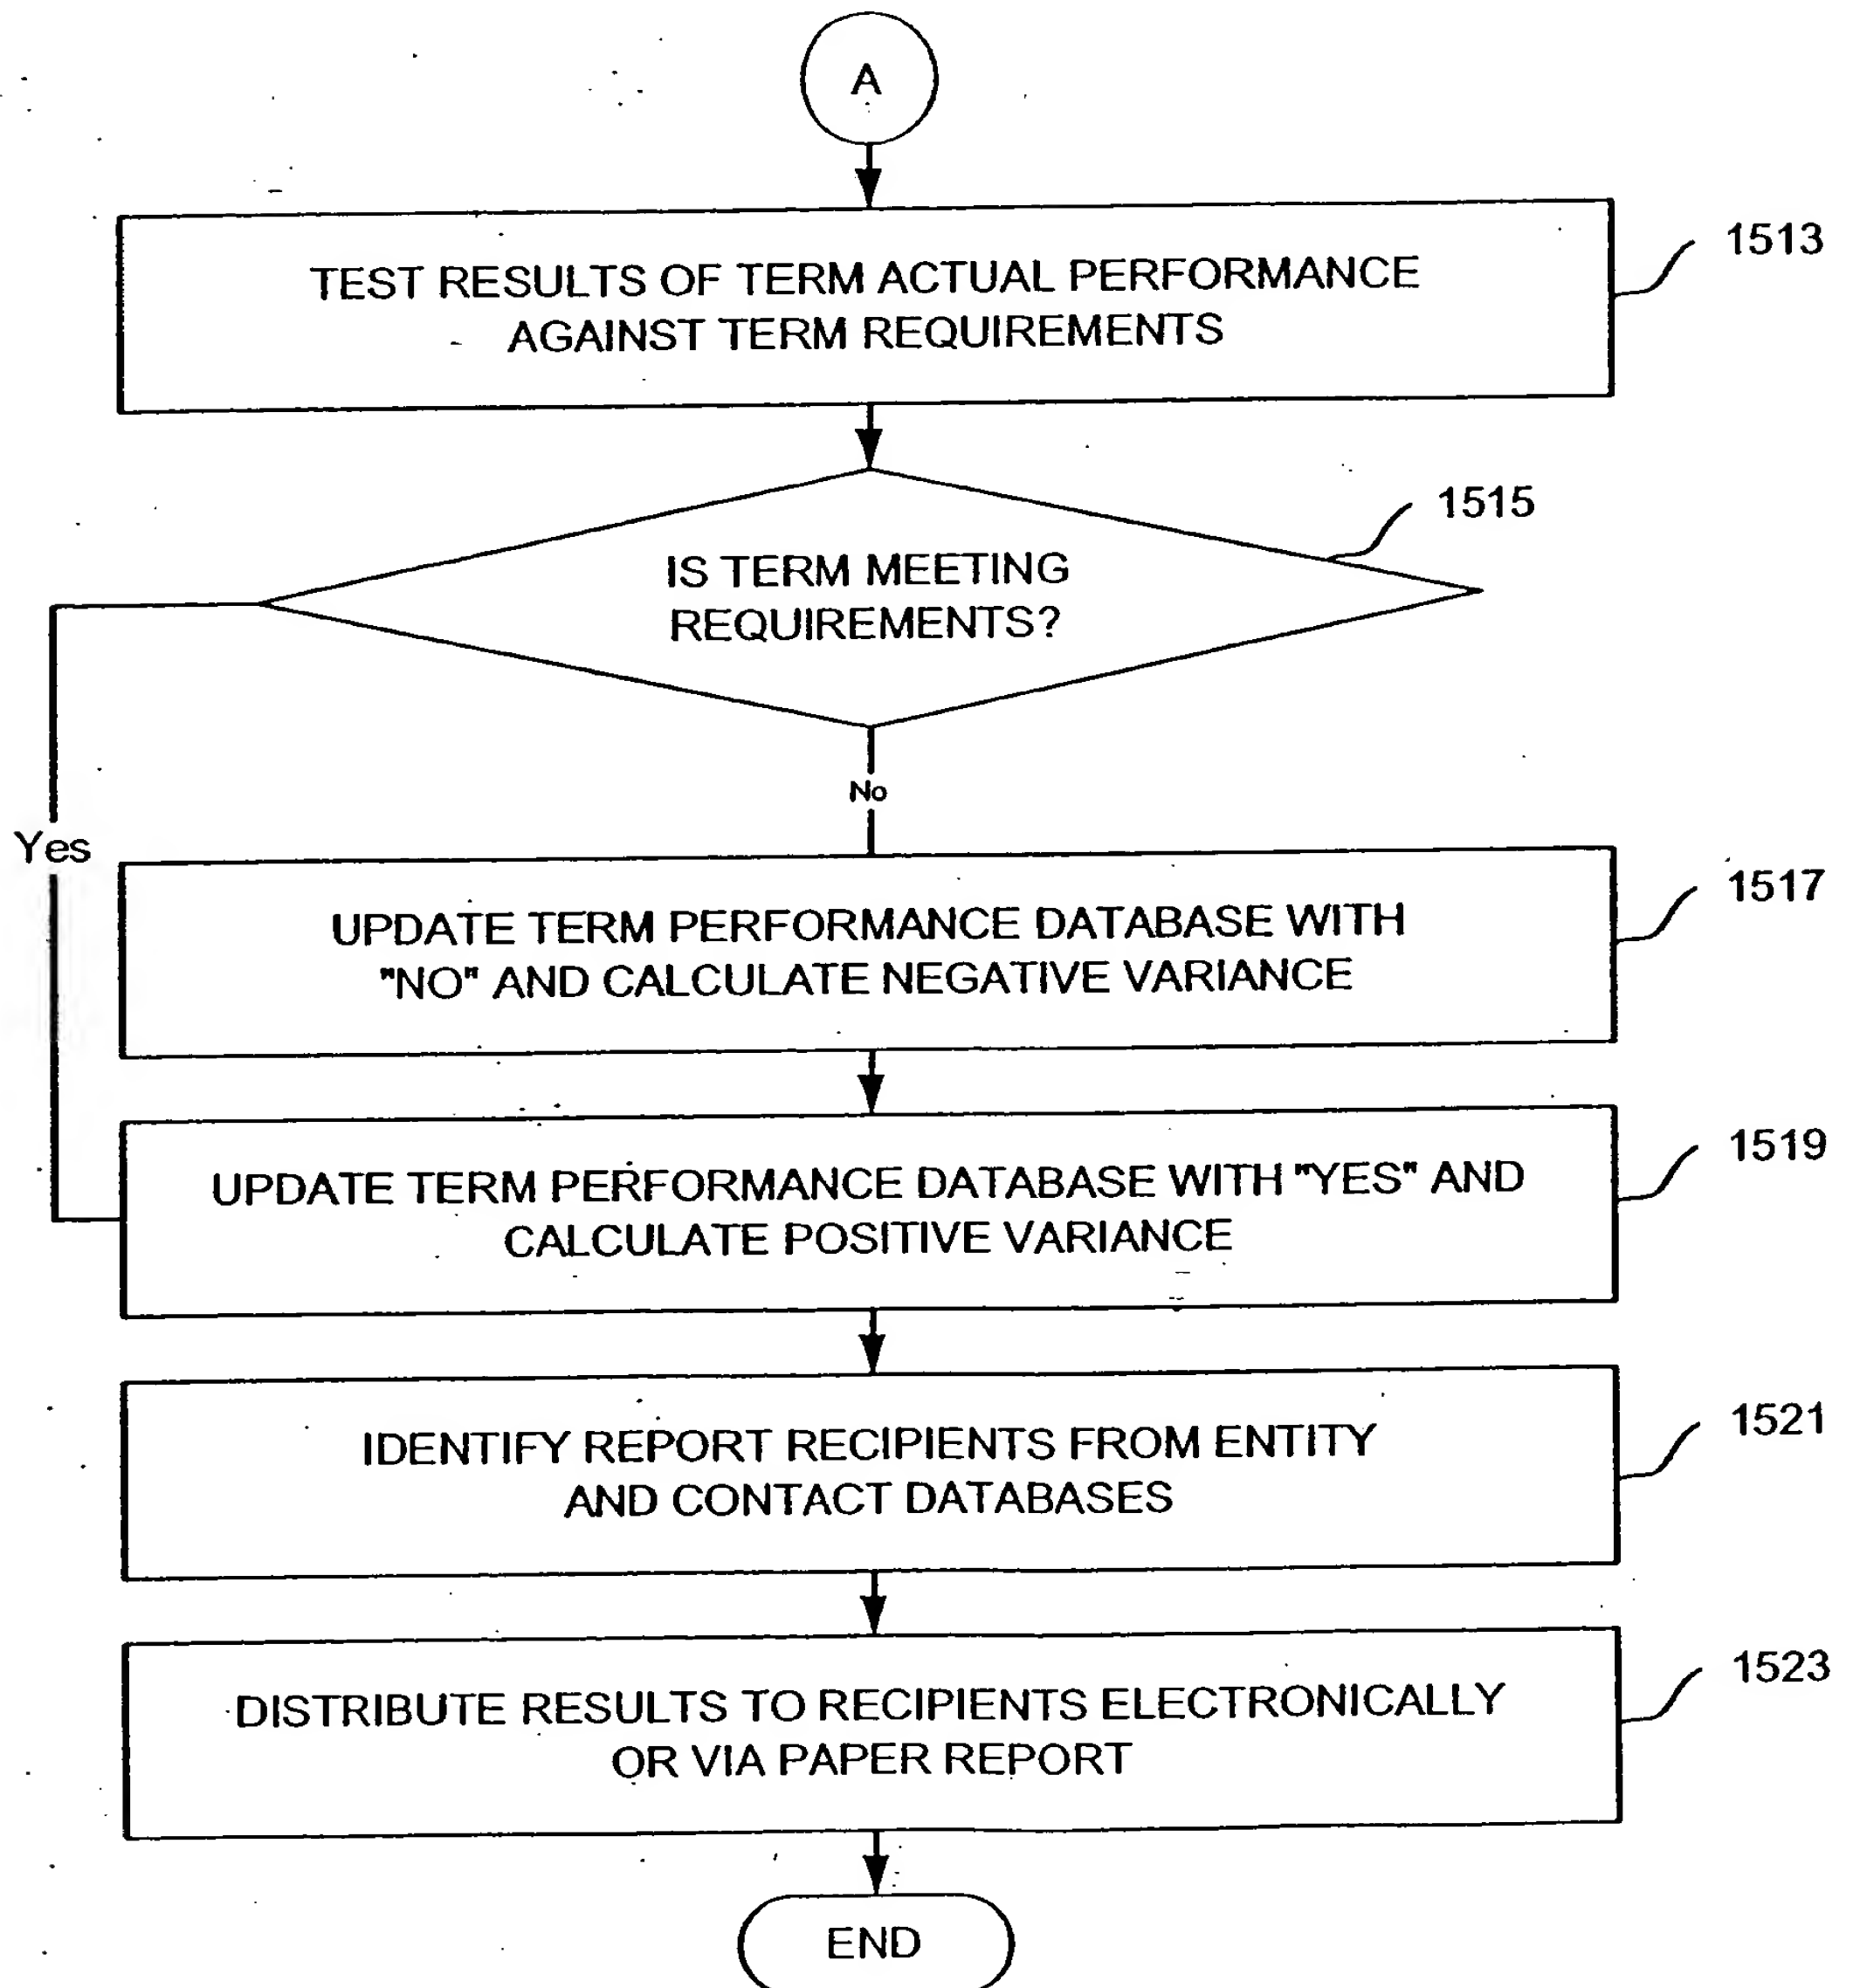 A
1513
TEST RESULTS OF TERM ACTUAL PERFORMANCE
AGAINST TERM REQUIREMENTS
1515
IS TERM MEETING
REQUIREMENTS?
No
Yes
1517
UPDATE TERM PERFORMANCE DATABASE WITH
"NO" AND CALCULATE NEGATIVE VARIANCE
1519
UPDATE TERM PERFORMANCE DATABASE WITH "YES" AND
CALCULATE POSITIVE VARIANCE
1521
IDENTIFY REPORT RECIPIENTS FROM ENTITY
AND CONTACT DATABASES
1523
DISTRIBUTE RESULTS TO RECIPIENTS ELECTRONICALLY
OR VIA PAPER REPORT
END